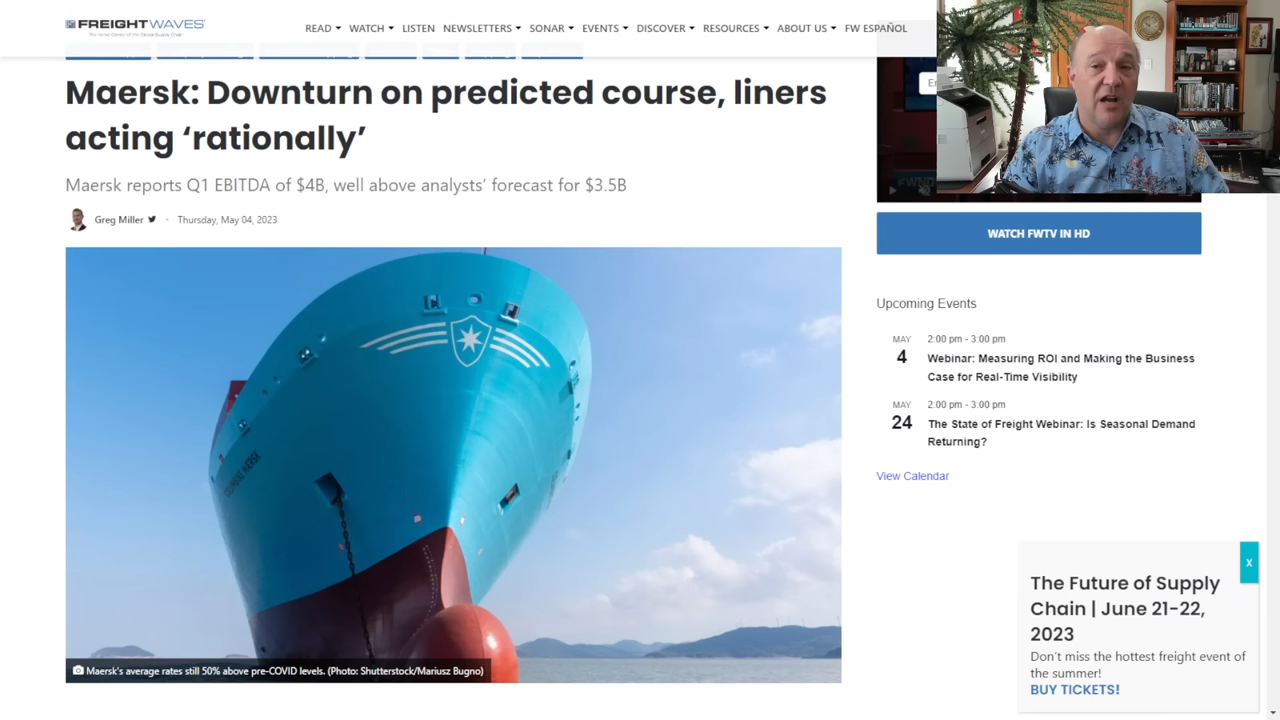 FREIGHTWAVES
READ WATCH LISTEN NEWSLETTERS SONAR EVENTS DISCOVER RESOURCES ABOUT US FW ESPAÑOL
Maersk: Downturn on predicted course, liners
acting ‘rationally’
Maersk reports Q1 EBITDA of $4B, well above analysts’ forecast for $3.5B
Greg Miller · Thursday, May 04, 2023
Maersk's average rates still 50% above pre-COVID levels. (Photo: Shutterstock/Mariusz Bugno)
WATCH FWTV IN HD
Upcoming Events
MAY
4
2:00 pm - 3:00 pm
Webinar: Measuring ROI and Making the Business
Case for Real-Time Visibility
MAY
24
2:00 pm - 3:00 pm
The State of Freight Webinar: Is Seasonal Demand
Returning?
View Calendar
X
The Future of Supply
Chain | June 21-22,
2023
Don’t miss the hottest freight event of
the summer!
BUY TICKETS!